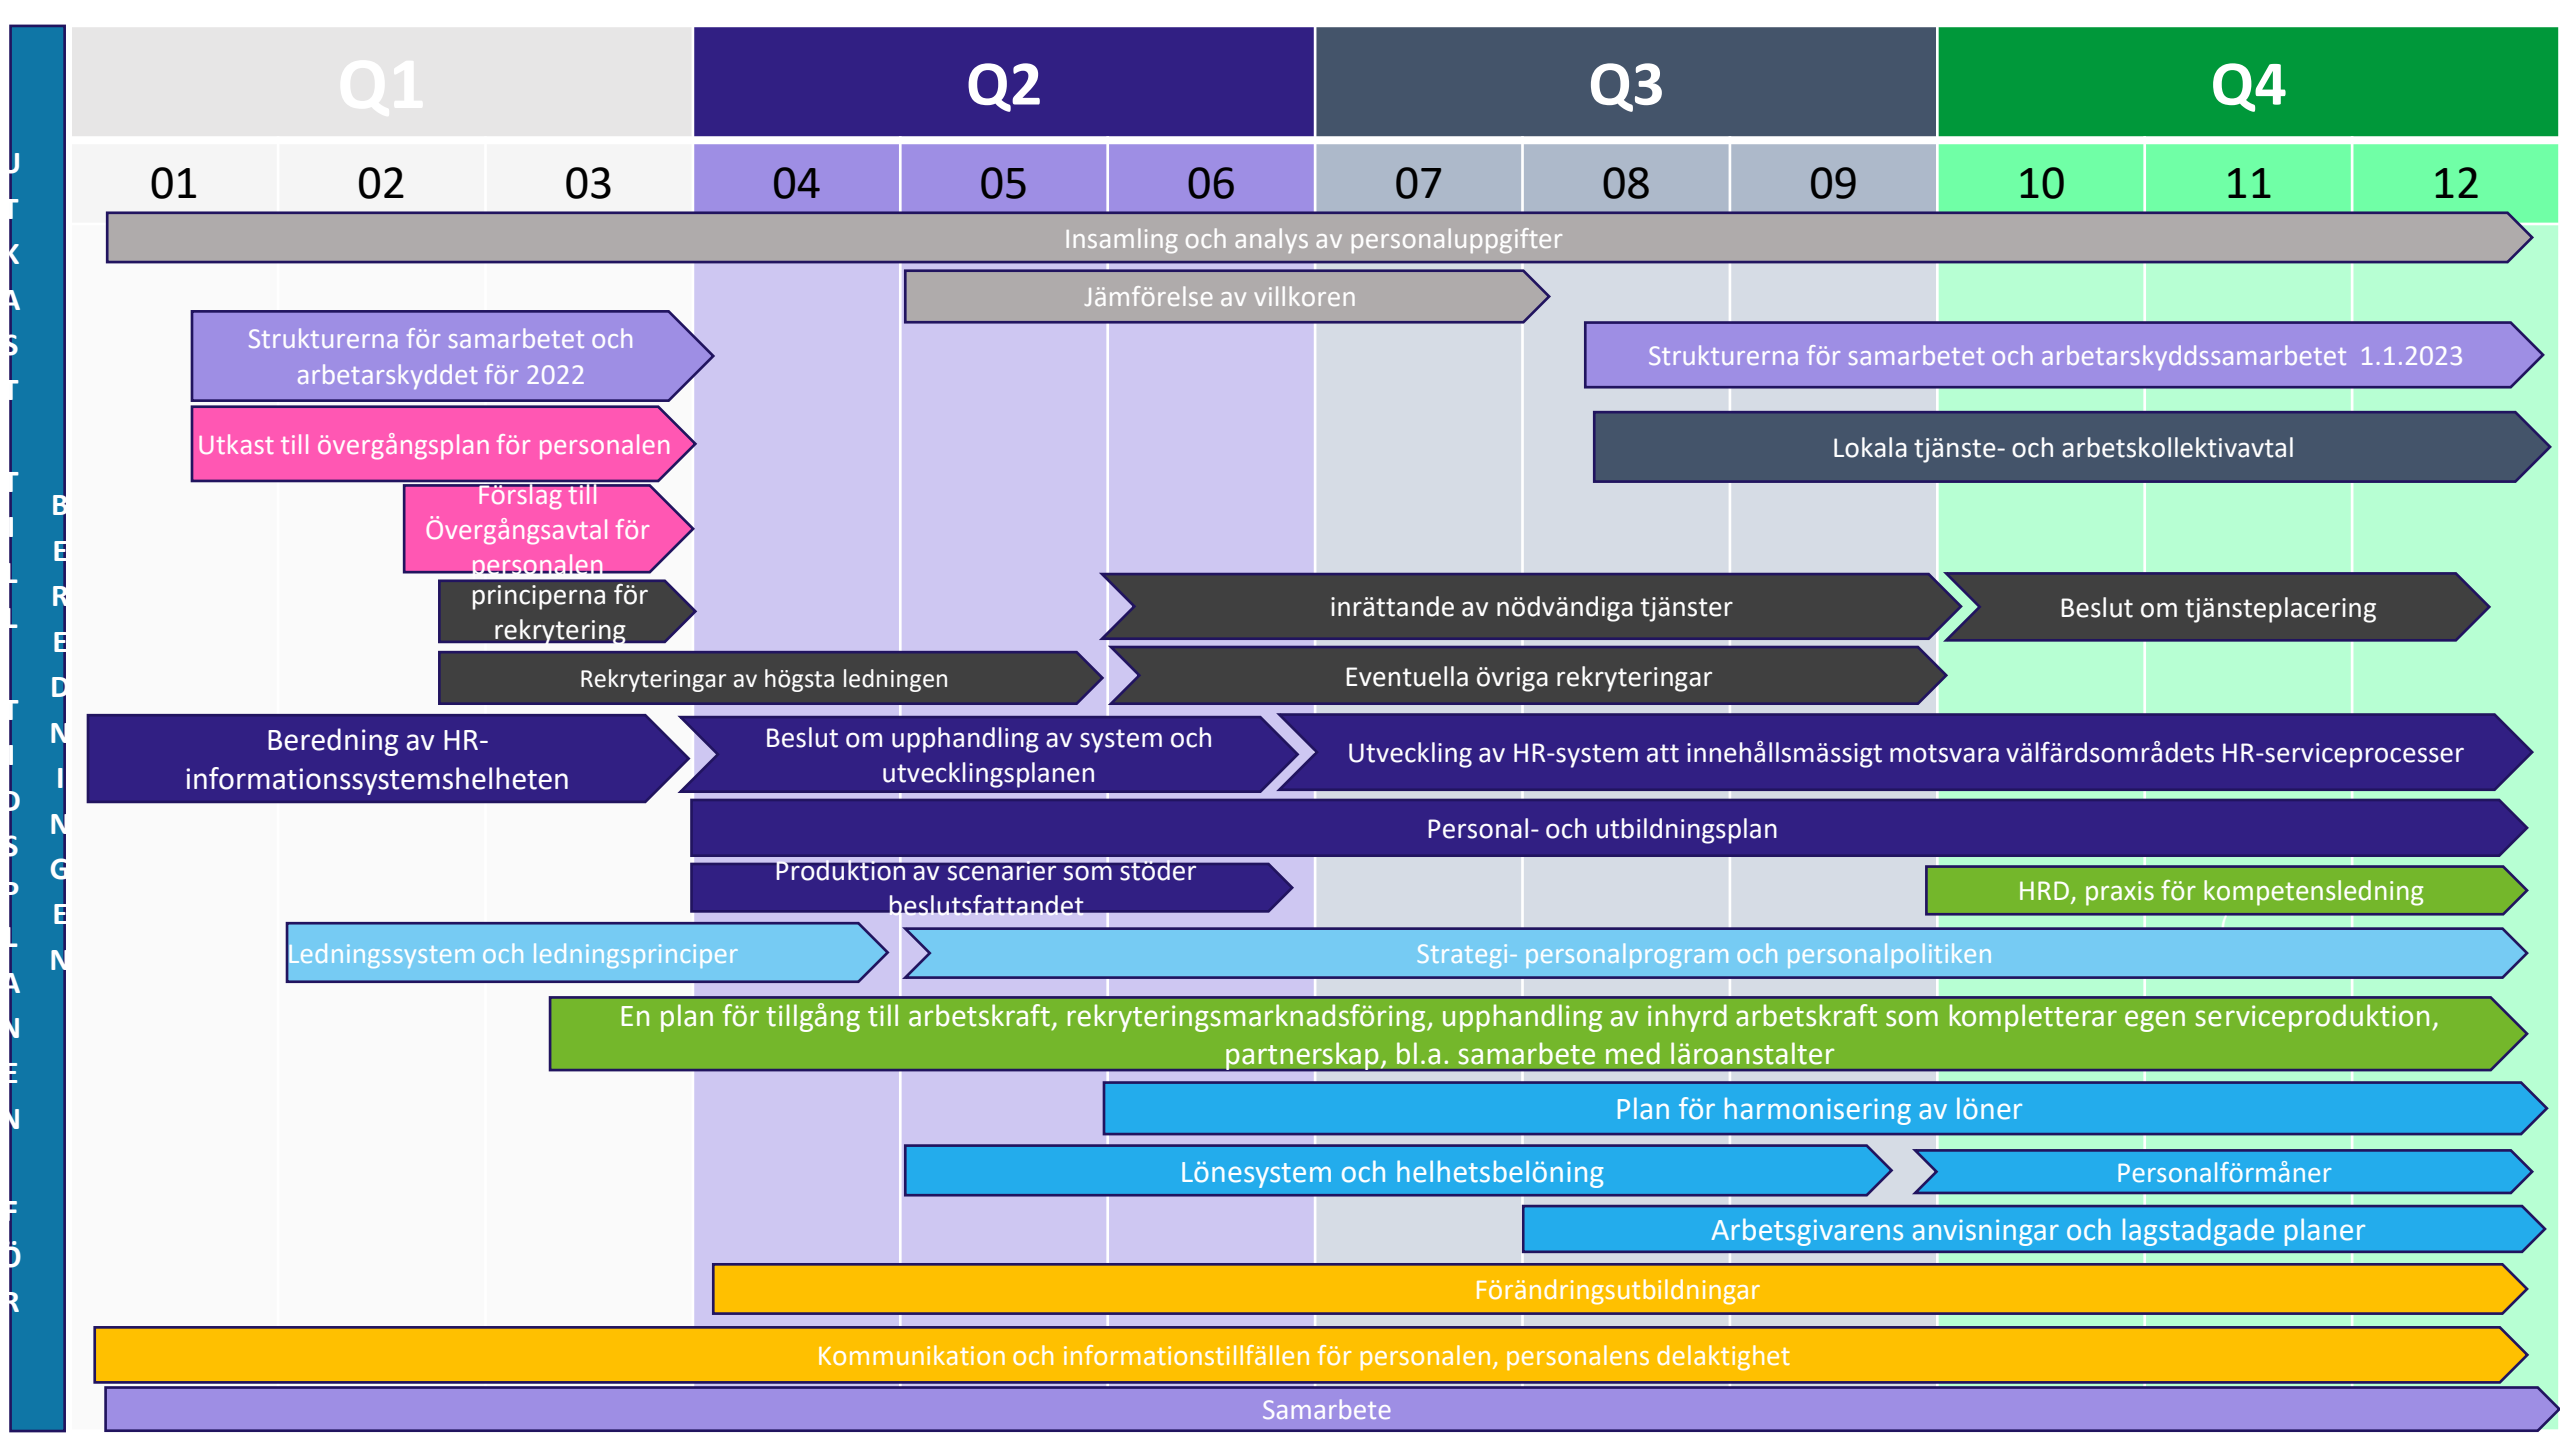 UTKAST TILL TIDSPLANEN FÖR
BEREDNINGEN
Q1
Q2
Q3
Q4
01
02
03
04
05
06
07
08
09
10
11
12
Insamling och analys av personaluppgifter
Jämförelse av villkoren
Strukturerna för samarbetet och
arbetarskyddet för 2022
Strukturerna för samarbetet och arbetarskyddssamarbetet 1.1.2023
Utkast till övergångsplan för personalen
Lokala tjänste- och arbetskollektivavtal
Förslag till
Övergångsavtal för
personalen
principerna för
rekrytering
inrättande av nödvändiga tjänster
Beslut om tjänsteplacering
Rekryteringar av högsta ledningen
Eventuella övriga rekryteringar
Beredning av HR-
informationssystemshelheten
Beslut om upphandling av system och
utvecklingsplanen
Utveckling av HR-system att innehållsmässigt motsvara välfärdsområdets HR-serviceprocesser
Personal- och utbildningsplan
Produktion av scenarier som stöder
beslutsfattandet
HRD, praxis för kompetensledning
Ledningssystem och ledningsprinciper
Strategi- personalprogram och personalpolitiken
En plan för tillgång till arbetskraft, rekryteringsmarknadsföring, upphandling av inhyrd arbetskraft som kompletterar egen serviceproduktion,
partnerskap, bl.a. samarbete med läroanstalter
Plan för harmonisering av löner
Lönesystem och helhetsbelöning
Personalförmåner
Arbetsgivarens anvisningar och lagstadgade planer
Förändringsutbildningar
Kommunikation och informationstillfällen för personalen, personalens delaktighet
Samarbete